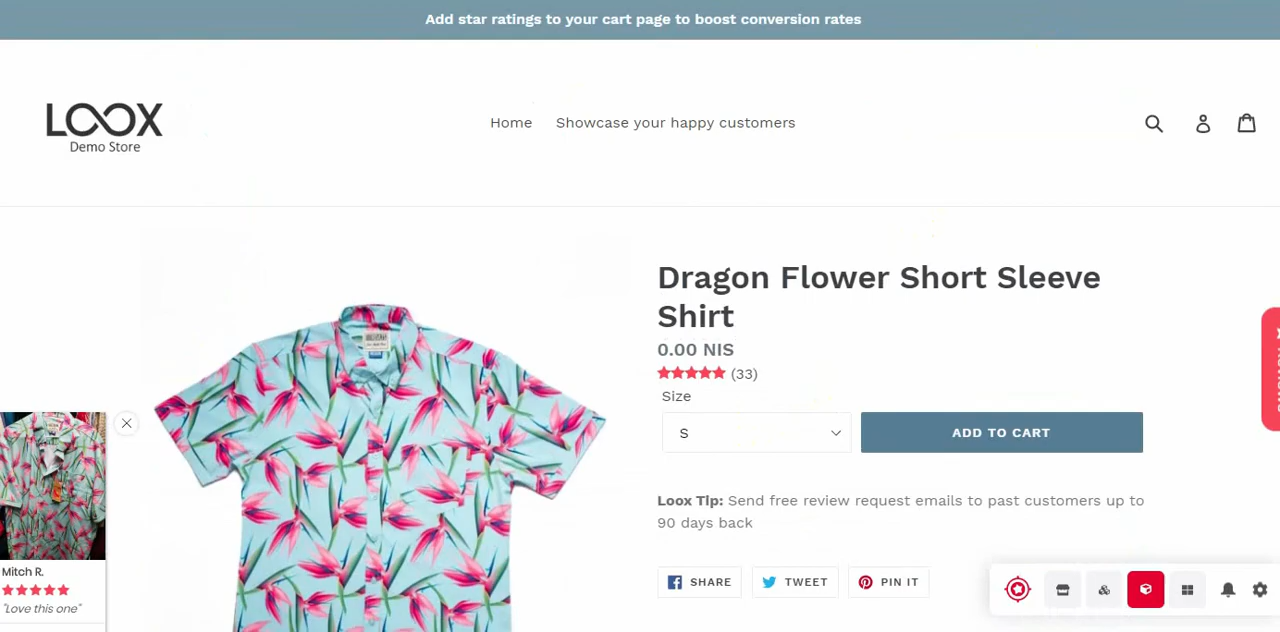 Add star ratings to your cart page to boost conversion rates
LOOX
Demo Store
Home
Showcase your happy customers
Dragon Flower Short Sleeve
Shirt
0.00 NIS
(33)
Size
S
ADD TO CART
Loox Tip: Send free review request emails to past customers up to
90 days back
SHARE
TWEET
PIN IT
Mitch R.
"Love this one"